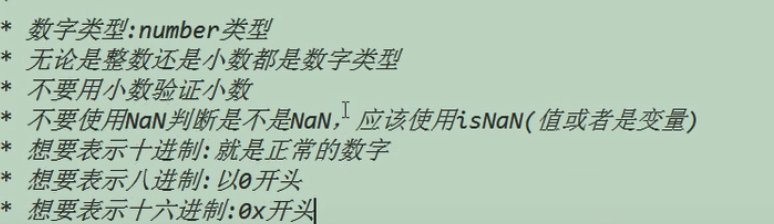 * 数字类型:number类型
* 无论是整数还是小数都是数字类型
* 不要用小数验证小数
* 不要使用NaN判断是不是NaN，应该使用isNaN(值或者是变量)
* 想要表示十进制:就是正常的数字
* 想要表示八进制:以0开头
* 想要表示十六进制:0x开头